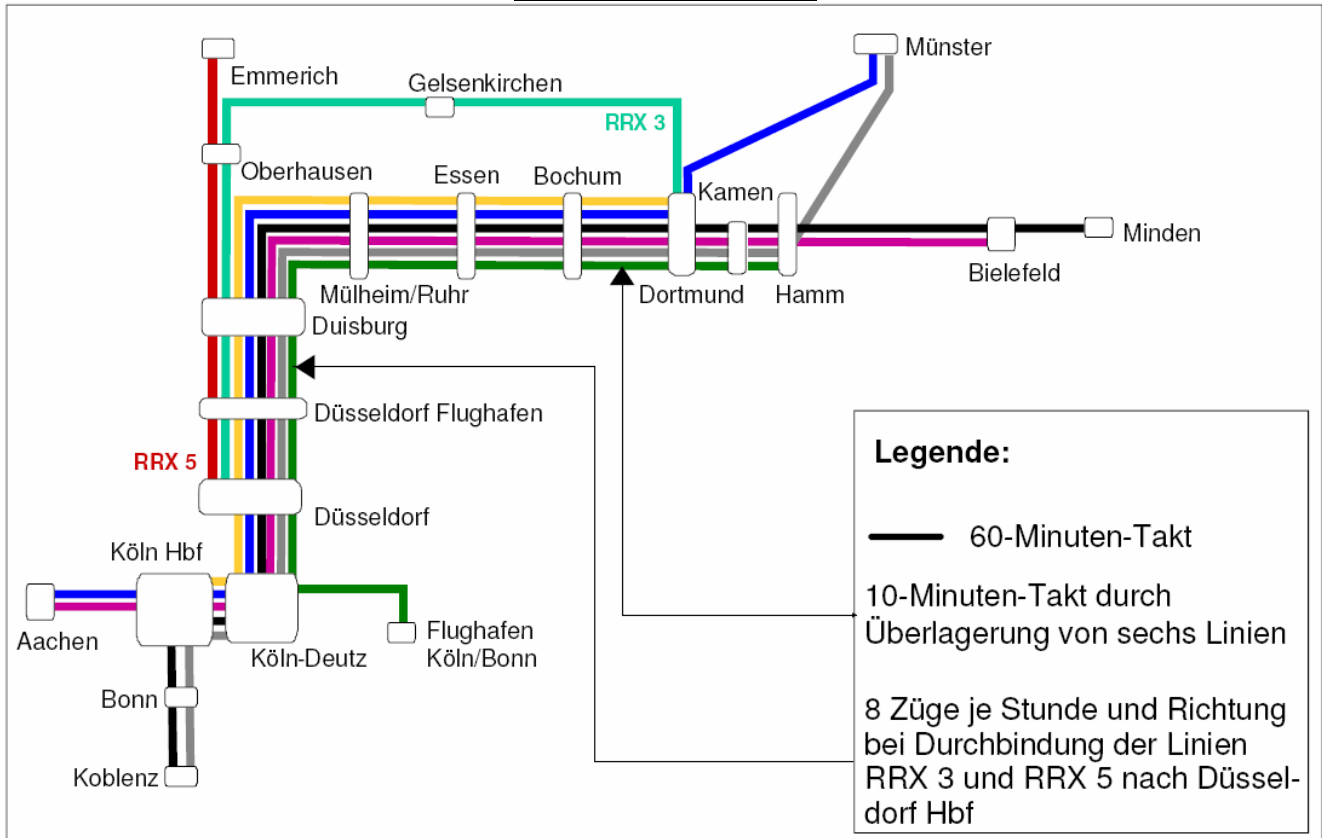 Emmerich
Gelsenkirchen
Münster
RRX 3
Oberhausen
Essen
Bochum
Kamen
Minden
Bielefeld
Mülheim/Ruhr
Dortmund
Hamm
Duisburg
Düsseldorf Flughafen
RRX 5
Düsseldorf
Köln Hbf
Aachen
Köln-Deutz
Flughafen
Köln/Bonn
Bonn
Koblenz
Legende:
60-Minuten-Takt
10-Minuten-Takt durch
Überlagerung von sechs Linien
8 Züge je Stunde und Richtung
bei Durchbindung der Linien
RRX 3 und RRX 5 nach Düssel-
dorf Hbf